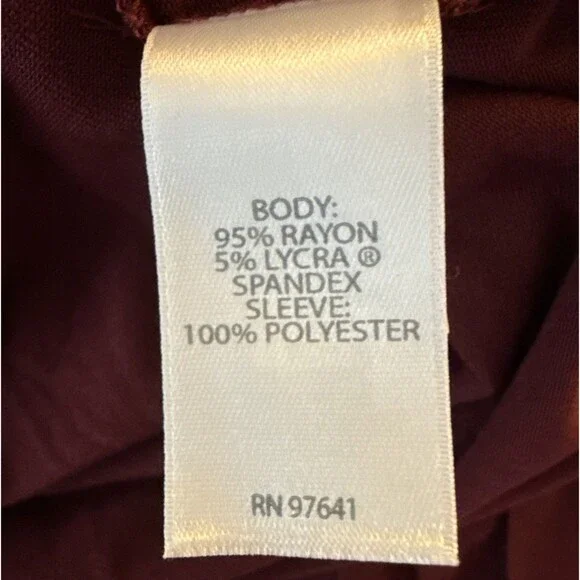 BODY:
95% RAYON
5% LYCRA ®
SPANDEX
SLEEVE:
100% POLYESTER
RN 97641